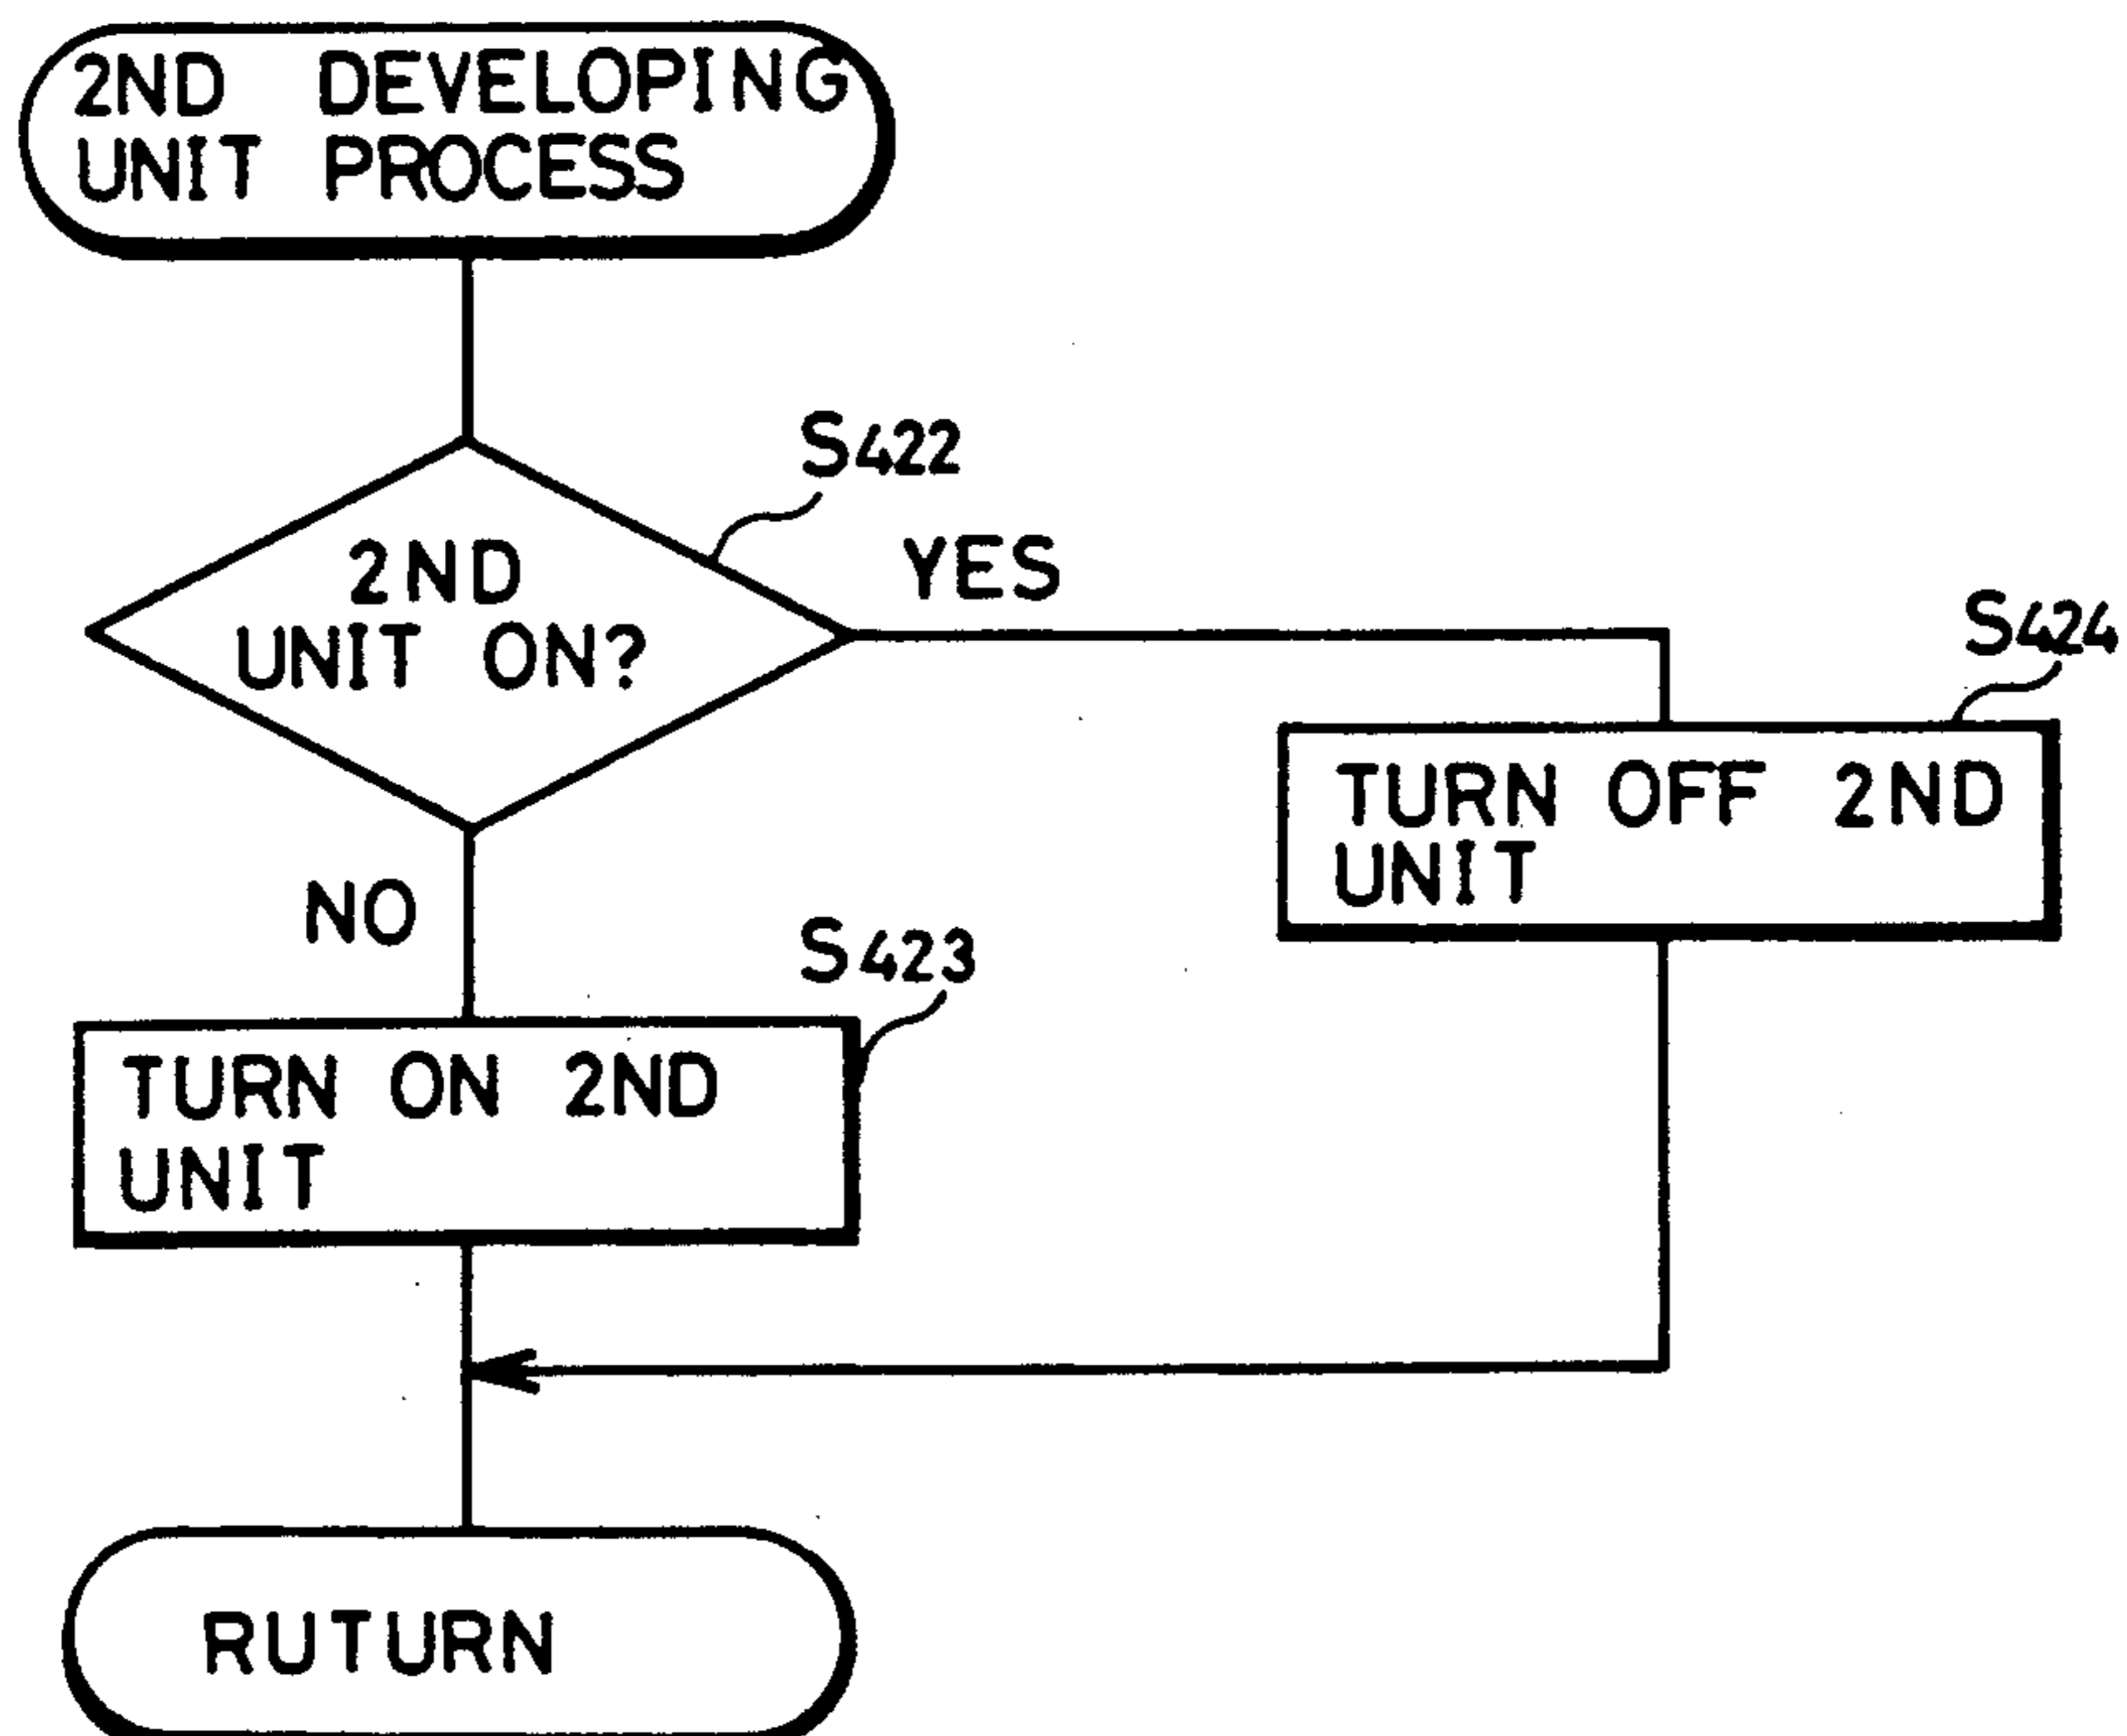 2ND DEVELOPING
UNIT PROCESS
S422
2ND
UNIT ON?
YES
S424
TURN OFF 2ND
UNIT
NO
S423
TURN ON 2ND
UNIT
RUTURN